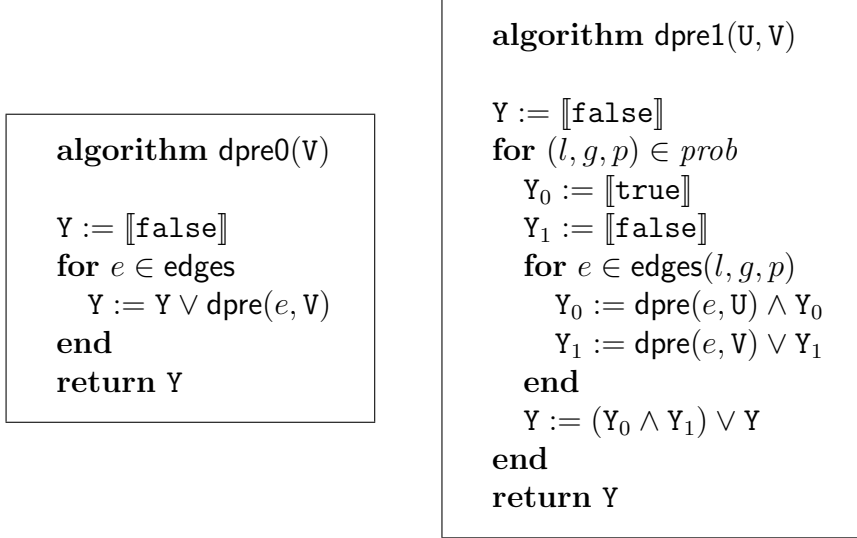 algorithm dpre0(V)
Y := ⟦false⟧
for e ∈ edges
Y := Y ∨ dpre(e, V)
end
return Y
algorithm dpre1(U, V)
Y := ⟦false⟧
for (l, g, p) ∈ prob
Y₀ := ⟦true⟧
Y₁ := ⟦false⟧
for e ∈ edges(l, g, p)
Y₀ := dpre(e, U) ∧ Y₀
Y₁ := dpre(e, V) ∨ Y₁
end
Y := (Y₀ ∧ Y₁) ∨ Y
end
return Y